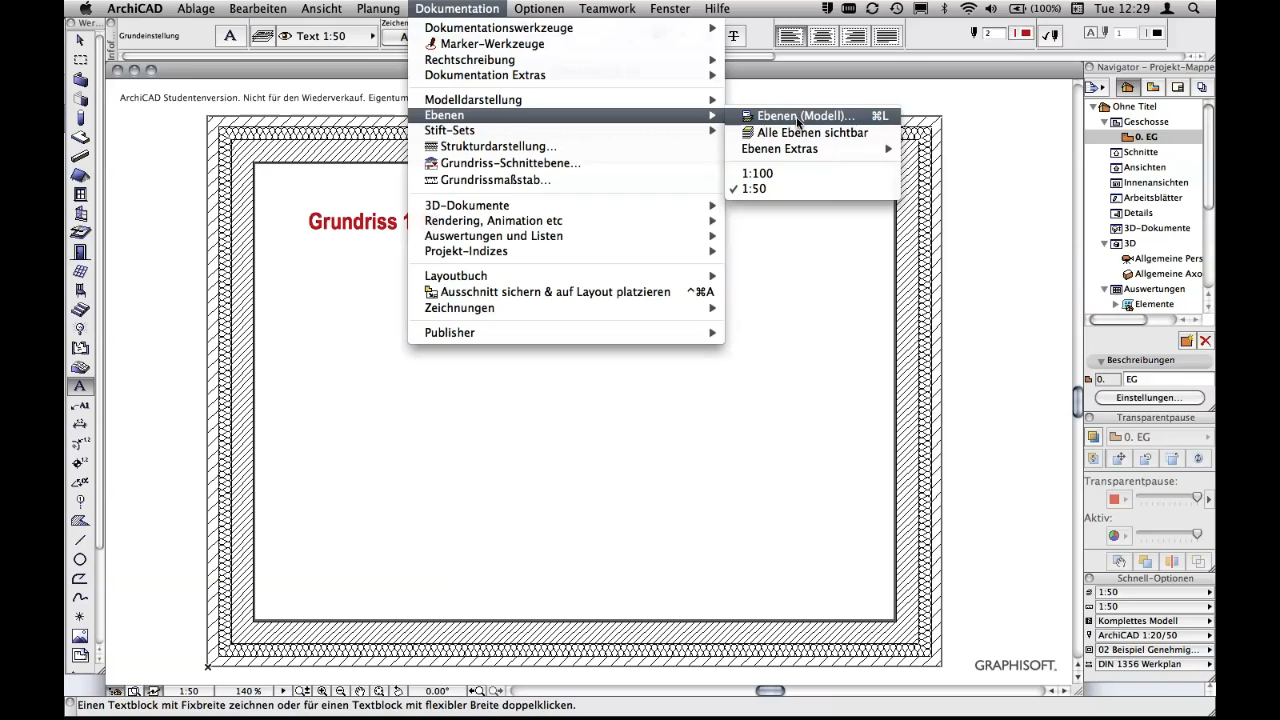 ArchiCAD Ablage Bearbeiten Ansicht Planung Dokumentation Optionen Teamwork Fenster Hilfe (100%) Tue 12:29
Wer...
Grundeinstellung
A Text 1:50
Zeichen
2
A 1
Dokumentationswerkzeuge
Marker-Werkzeuge
Rechtschreibung
Dokumentation Extras
Modelldarstellung
Ebenen
Stift-Sets
Strukturdarstellung...
Grundriss-Schnittebene...
Grundrissmaßstab...
3D-Dokumente
Rendering, Animation etc
Auswertungen und Listen
Projekt-Indizes
Layoutbuch
Ausschnitt sichern & auf Layout platzieren ^⌘A
Zeichnungen
Publisher
Ebenen (Modell)... ⌘L
Alle Ebenen sichtbar
Ebenen Extras
1:100
✓ 1:50
ArchiCAD Studentenversion. Nicht für den Wiederverkauf. Eigentum
Grundriss 1
GRAPHISOFT.
Navigator - Projekt-Mappe
Ohne Titel
Geschosse
0. EG
Schnitte
Ansichten
Innenansichten
Arbeitsblätter
Details
3D-Dokumente
3D
Allgemeine Pers
Allgemeine Axo
Auswertungen
Elemente
Beschreibungen
0. EG
Einstellungen...
Transparentpause
0. EG
Transparentpause:
Aktiv:
Schnell-Optionen
1:50
1:50
Komplettes Modell
ArchiCAD 1:20/50
02 Beispiel Genehmig...
DIN 1356 Werkplan
1:50 140 % 0.00°
Einen Textblock mit Fixbreite zeichnen oder für einen Textblock mit flexibler Breite doppelklicken.